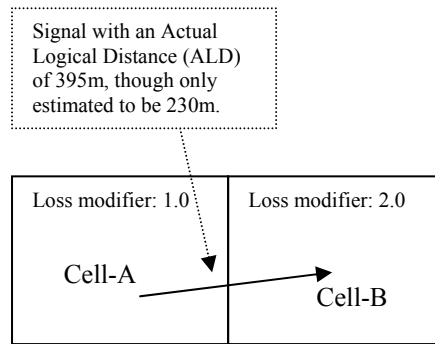 Signal with an Actual
Logical Distance (ALD)
of 395m, though only
estimated to be 230m.
Loss modifier: 1.0
Loss modifier: 2.0
Cell-A
Cell-B